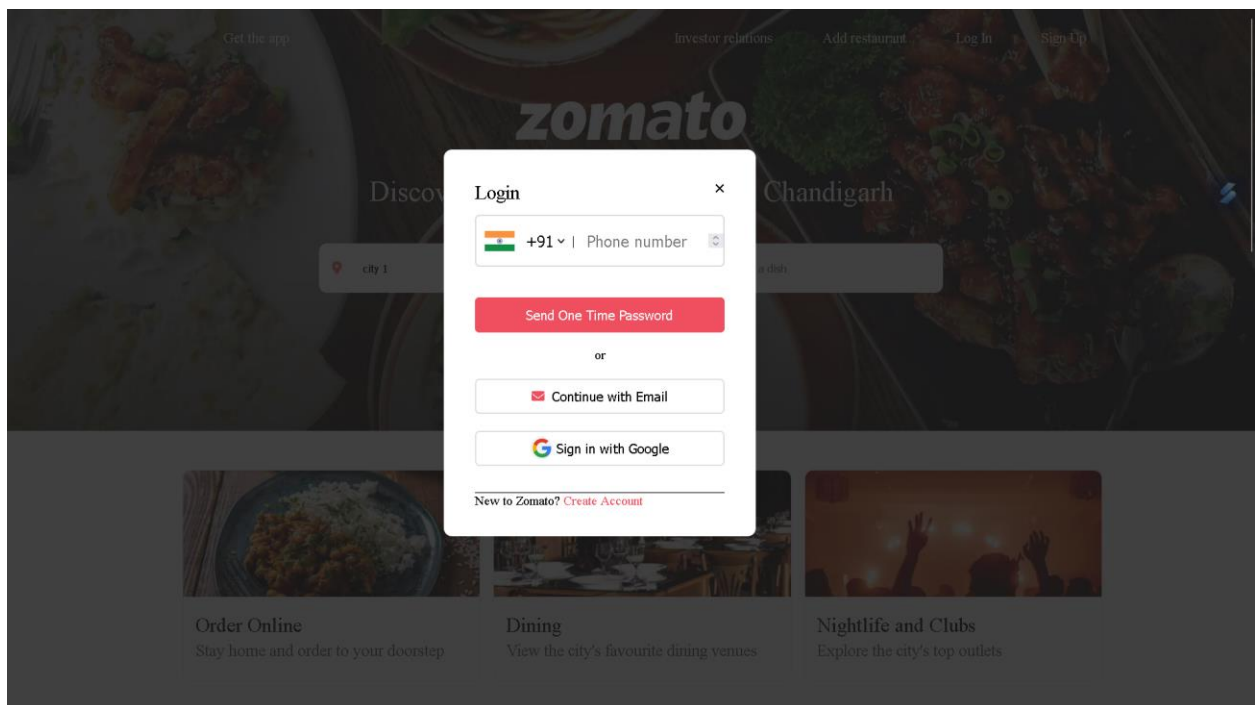 Get the app Investor relations Add restaurant Log In Sign Up
zomato
Discov Chandigarh
city 1 a dish
Login ×
+91 | Phone number
Send One Time Password
or
Continue with Email
Sign in with Google
New to Zomato? Create Account
Order Online
Stay home and order to your doorstep
Dining
View the city's favourite dining venues
Nightlife and Clubs
Explore the city's top outlets